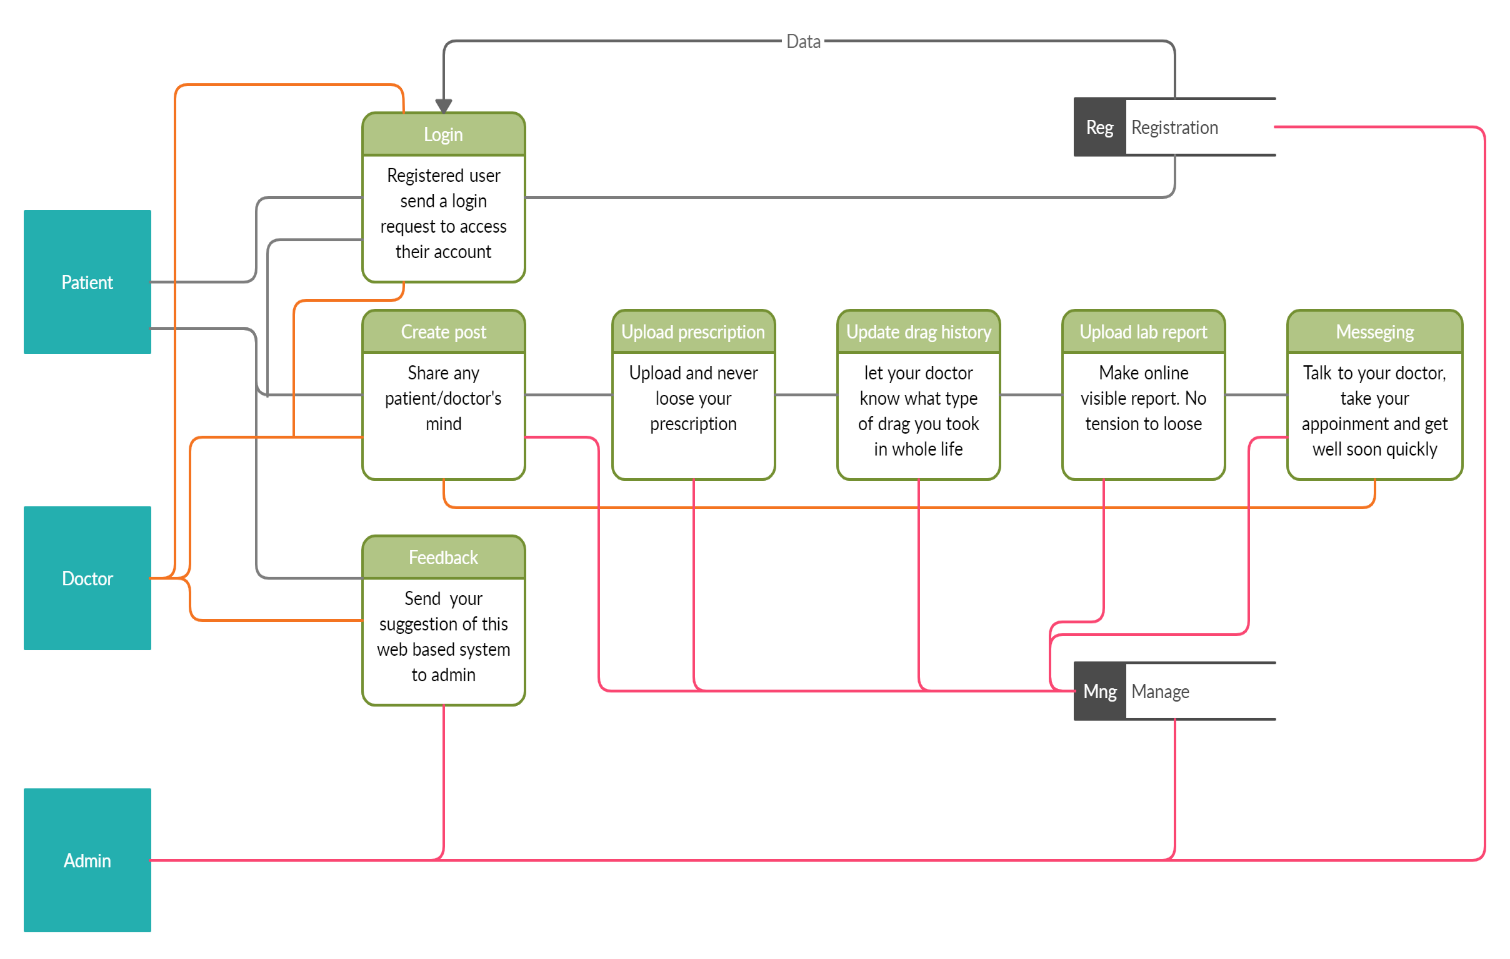 Data
Reg
Registration
Login
Registered user
send a login
request to access
their account
Patient
Create post
Share any
patient/doctor's
mind
Upload prescription
Upload and never
loose your
prescription
Update drag history
let your doctor
know what type
of drag you took
in whole life
Upload lab report
Make online
visible report. No
tension to loose
Messeging
Talk to your doctor,
take your
appoinment and get
well soon quickly
Doctor
Feedback
Send your
suggestion of this
web based system
to admin
Mng
Manage
Admin